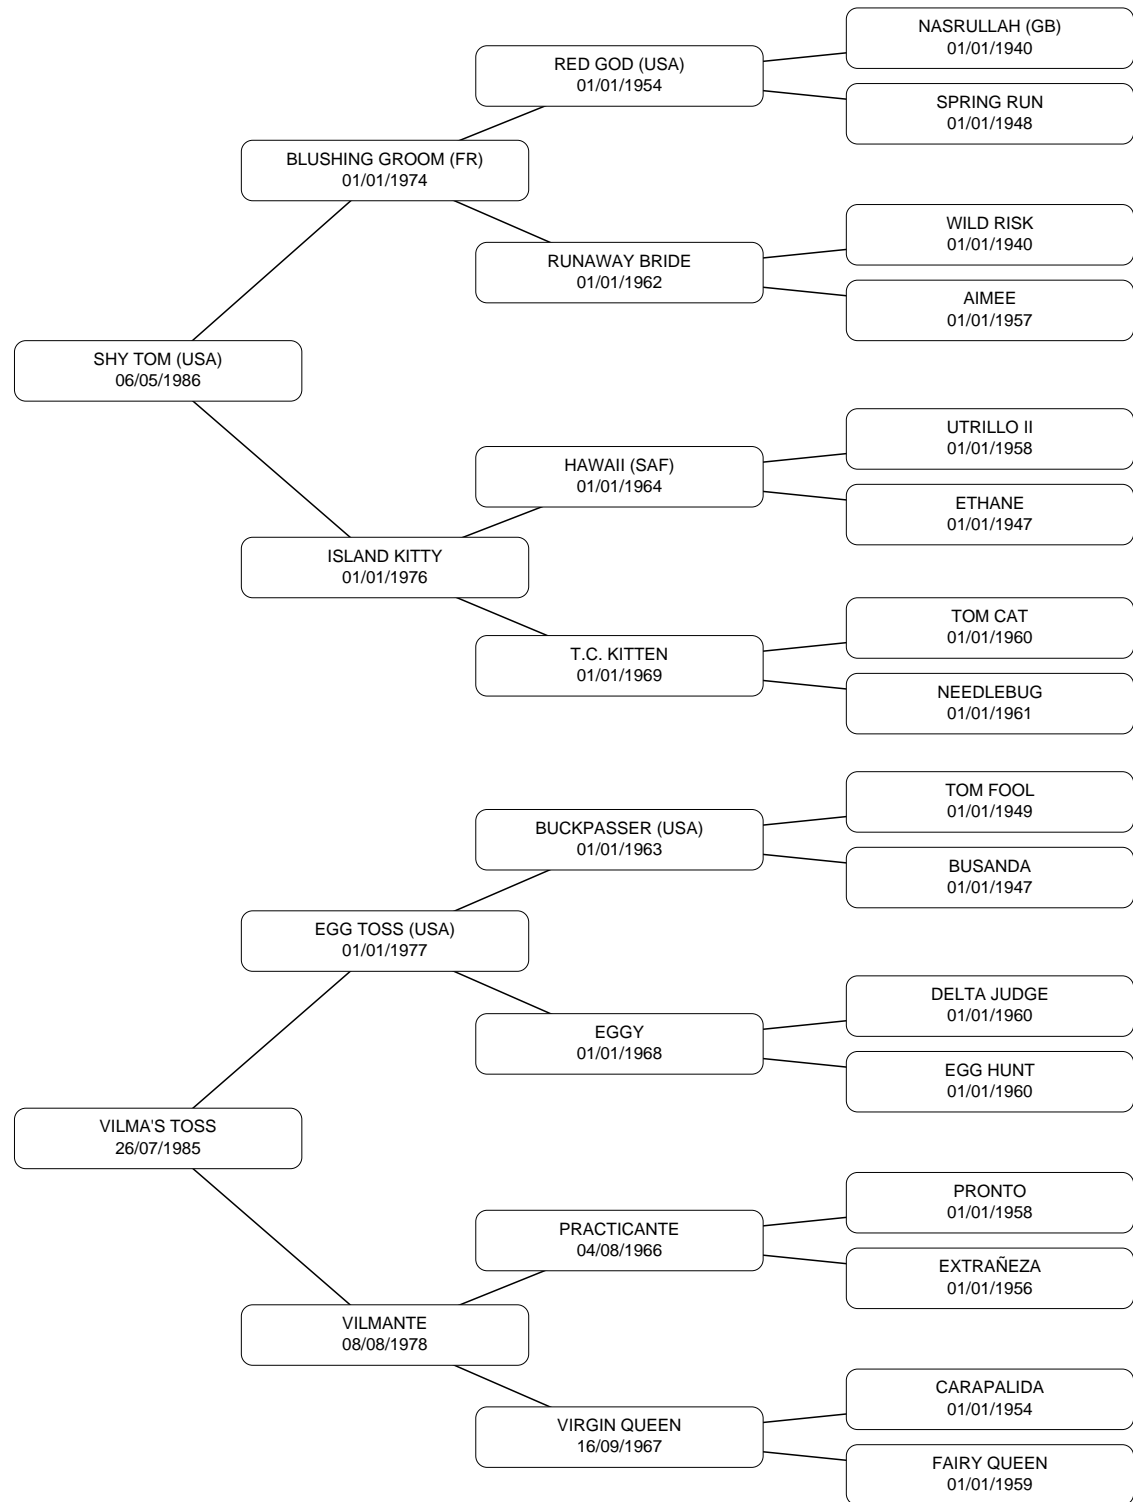 NASRULLAH (GB)
01/01/1940
RED GOD (USA)
01/01/1954
SPRING RUN
01/01/1948
BLUSHING GROOM (FR)
01/01/1974
WILD RISK
01/01/1940
RUNAWAY BRIDE
01/01/1962
AIMEE
01/01/1957
SHY TOM (USA)
06/05/1986
UTRILLO II
01/01/1958
HAWAII (SAF)
01/01/1964
ETHANE
01/01/1947
ISLAND KITTY
01/01/1976
TOM CAT
01/01/1960
T.C. KITTEN
01/01/1969
NEEDLEBUG
01/01/1961
TOM FOOL
01/01/1949
BUCKPASSER (USA)
01/01/1963
BUSANDA
01/01/1947
EGG TOSS (USA)
01/01/1977
DELTA JUDGE
01/01/1960
EGGY
01/01/1968
EGG HUNT
01/01/1960
VILMA'S TOSS
26/07/1985
PRONTO
01/01/1958
PRACTICANTE
04/08/1966
EXTRAÑEZA
01/01/1956
VILMANTE
08/08/1978
CARAPALIDA
01/01/1954
VIRGIN QUEEN
16/09/1967
FAIRY QUEEN
01/01/1959